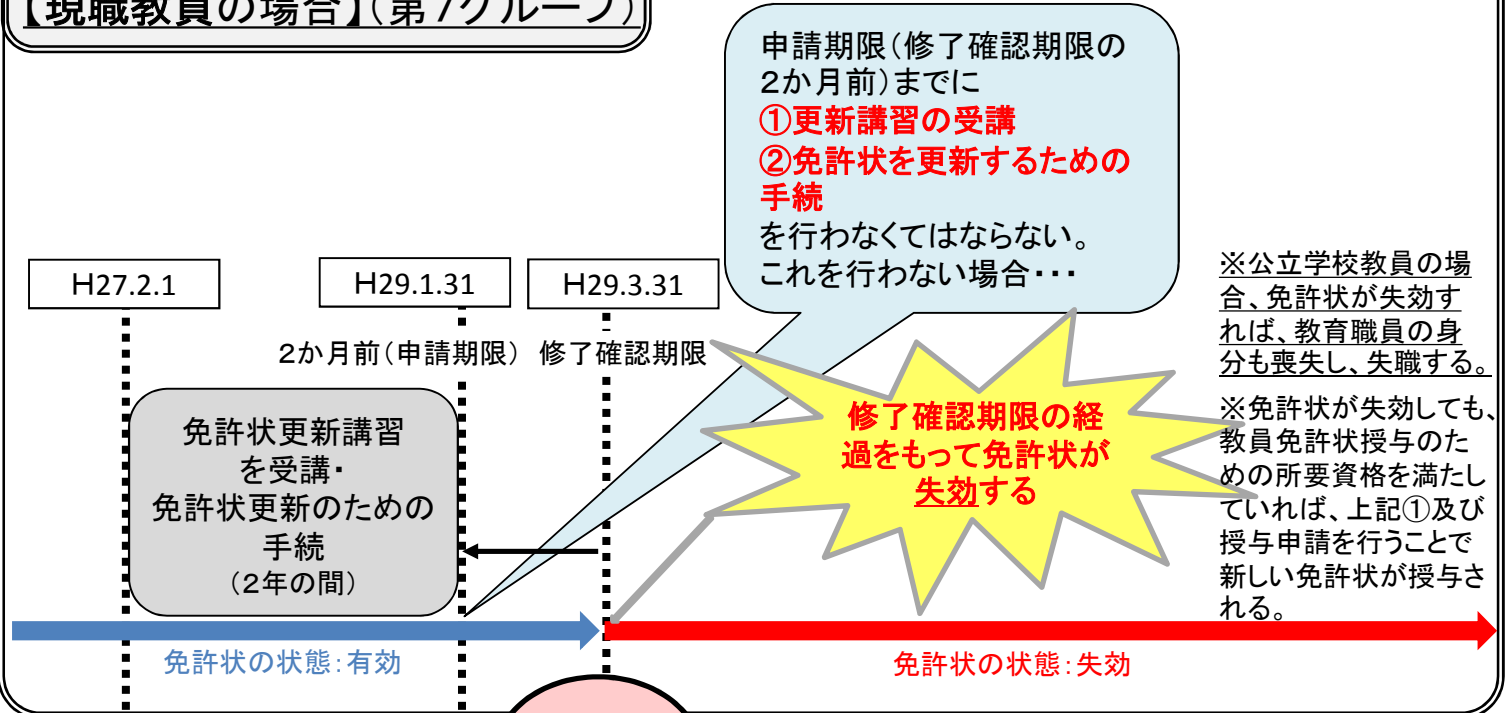 【現職教員の場合】(第7グループ)
申請期限(修了確認期限の
2か月前)までに
①更新講習の受講
②免許状を更新するための
手続
を行わなくてはならない。
これを行わない場合・・・
H27.2.1
H29.1.31
H29.3.31
2か月前(申請期限)
修了確認期限
免許状更新講習
を受講・
免許状更新のための
手続
(2年の間)
修了確認期限の経
過をもって免許状が
失効する
※公立学校教員の場
合、免許状が失効す
れば、教育職員の身
分も喪失し、失職する。
※免許状が失効しても、
教員免許状授与のた
めの所要資格を満たし
ていれば、上記①及び
授与申請を行うことで
新しい免許状が授与さ
れる。
免許状の状態:有効
免許状の状態:失効